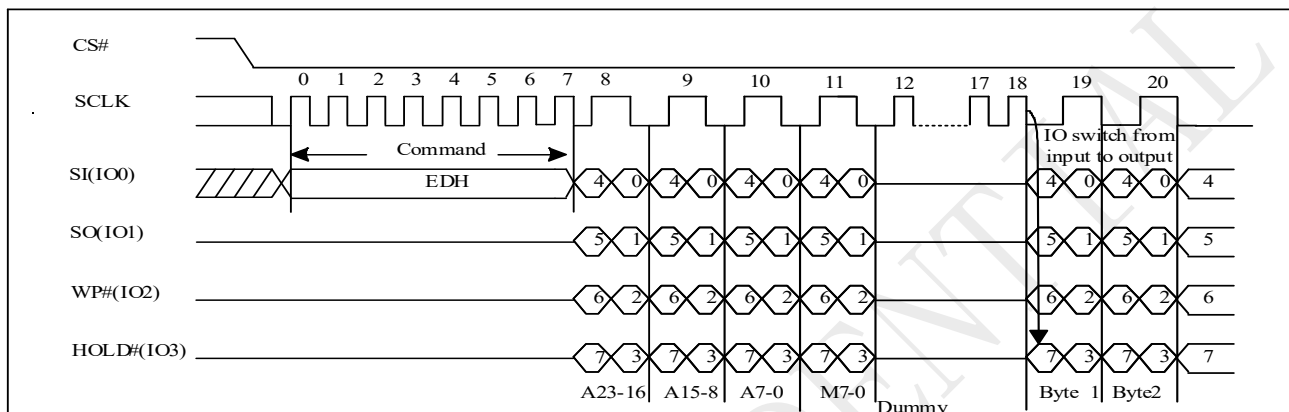 CS#
0 1 2 3 4 5 6 7 8 9 10 11 12 17 18 19 20
SCLK
Command
IO switch from
input to output
SI(IO0)
EDH
4 0 4 0 4 0 4 0 4 0 4 0 4
SO(IO1)
5 1 5 1 5 1 5 1 5 1 5 1 5
WP#(IO2)
6 2 6 2 6 2 6 2 6 2 6 2 6
HOLD#(IO3)
7 3 7 3 7 3 7 3 7 3 7 3 7
A23-16 A15-8 A7-0 M7-0 Dummy Byte 1 Byte2